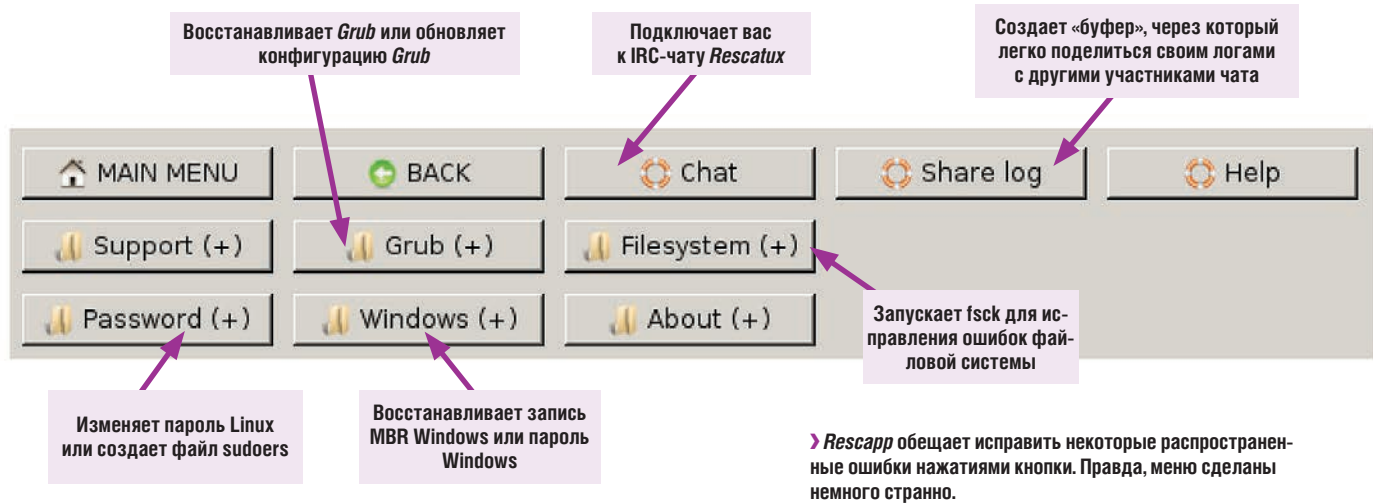 Восстанавливает Grub или обновляет
конфигурацию Grub
Подключает вас
к IRC-чату Rescatux
Создает «буфер», через который
легко поделиться своим логами
с другими участниками чата
MAIN MENU
BACK
Chat
Share log
Help
Support (+)
Grub (+)
Filesystem (+)
Password (+)
Windows (+)
About (+)
Запускает fsck для ис-
правления ошибок фай-
ловой системы
Изменяет пароль Linux
или создает файл sudoers
Восстанавливает запись
MBR Windows или пароль
Windows
❯ Rescapp обещает исправить некоторые распространен-
ные ошибки нажатиями кнопки. Правда, меню сделаны
немного странно.